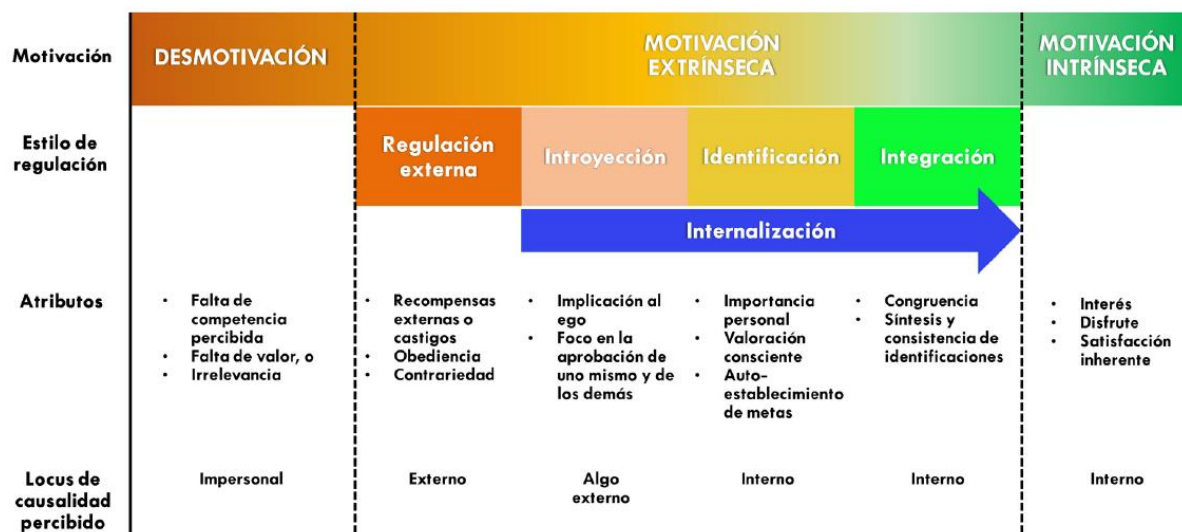 Motivación
DESMOTIVACIÓN
MOTIVACIÓN
EXTRÍNSECA
MOTIVACIÓN
INTRÍNSECA
Estilo de
regulación
Regulación
externa
Introyección
Identificación
Integración
Internalización
Atributos
• Falta de
competencia
percibida
• Falta de valor, o
• Irrelevancia
• Recompensas
externas o
castigos
• Obediencia
• Contrariedad
• Implicación al
ego
• Foco en la
aprobación de
uno mismo y de
los demás
• Importancia
personal
• Valoración
consciente
• Auto-
establecimiento
de metas
• Congruencia
• Síntesis y
consistencia de
identificaciones
• Interés
• Disfrute
• Satisfacción
inherente
Locus de
causalidad
percibido
Impersonal
Externo
Algo
externo
Interno
Interno
Interno